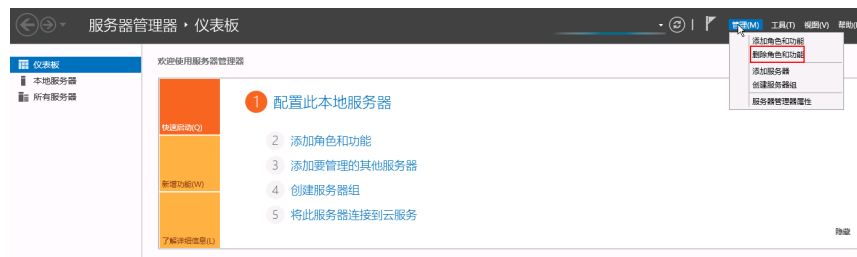 服务器管理器 · 仪表板
管理(M) 工具(T) 视图(V) 帮助(
添加角色和功能
删除角色和功能
添加服务器
创建服务器组
服务器管理器属性
仪表板
本地服务器
所有服务器
欢迎使用服务器管理器
快速启动(Q)
新增功能(W)
了解详细信息(L)
1 配置此本地服务器
2 添加角色和功能
3 添加要管理的其他服务器
4 创建服务器组
5 将此服务器连接到云服务
隐藏